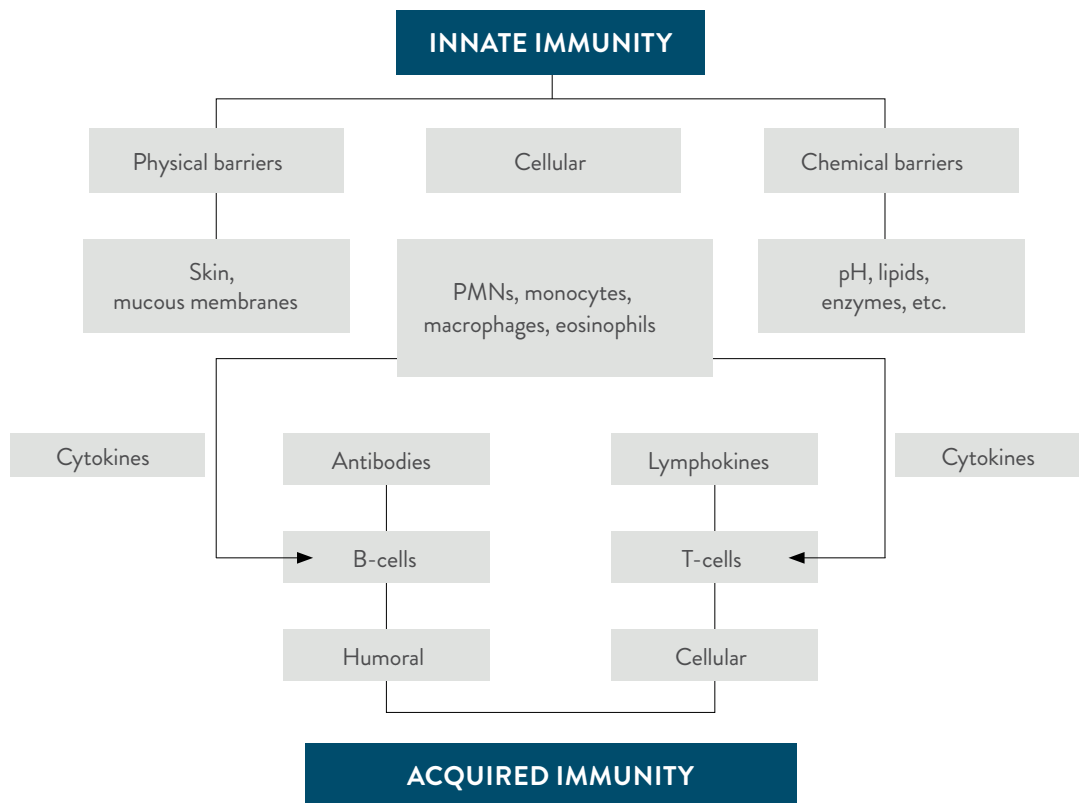 INNATE IMMUNITY
Physical barriers
Cellular
Chemical barriers
Skin,
mucous membranes
PMNs, monocytes,
macrophages, eosinophils
pH, lipids,
enzymes, etc.
Cytokines
Antibodies
Lymphokines
Cytokines
B-cells
T-cells
Humoral
Cellular
ACQUIRED IMMUNITY